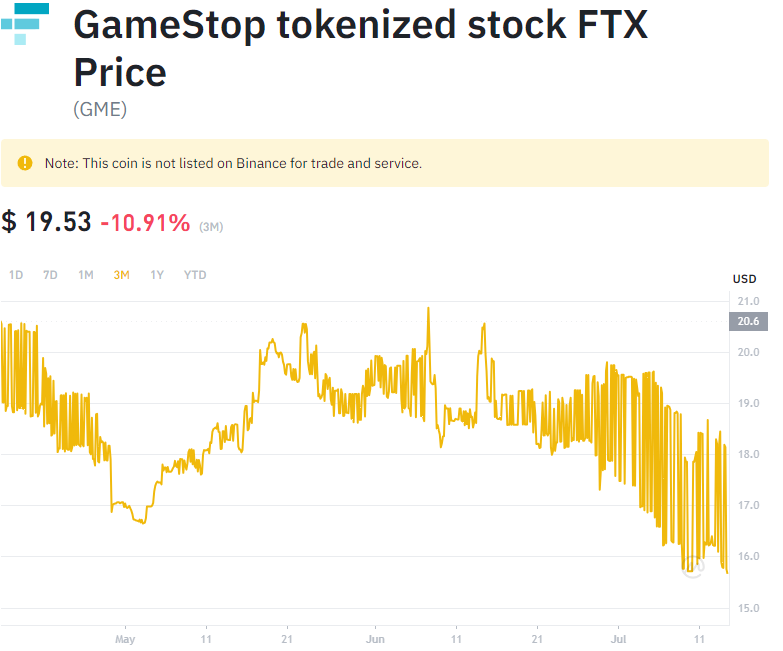 GameStop tokenized stock FTX
Price
(GME)
Note: This coin is not listed on Binance for trade and service.
$ 19.53 -10.91% (3M)
1D 7D 1M 3M 1Y YTD
USD
21.0
20.6
20.0
19.0
18.0
17.0
16.0
15.0
May 11 21 Jun 11 21 Jul 11